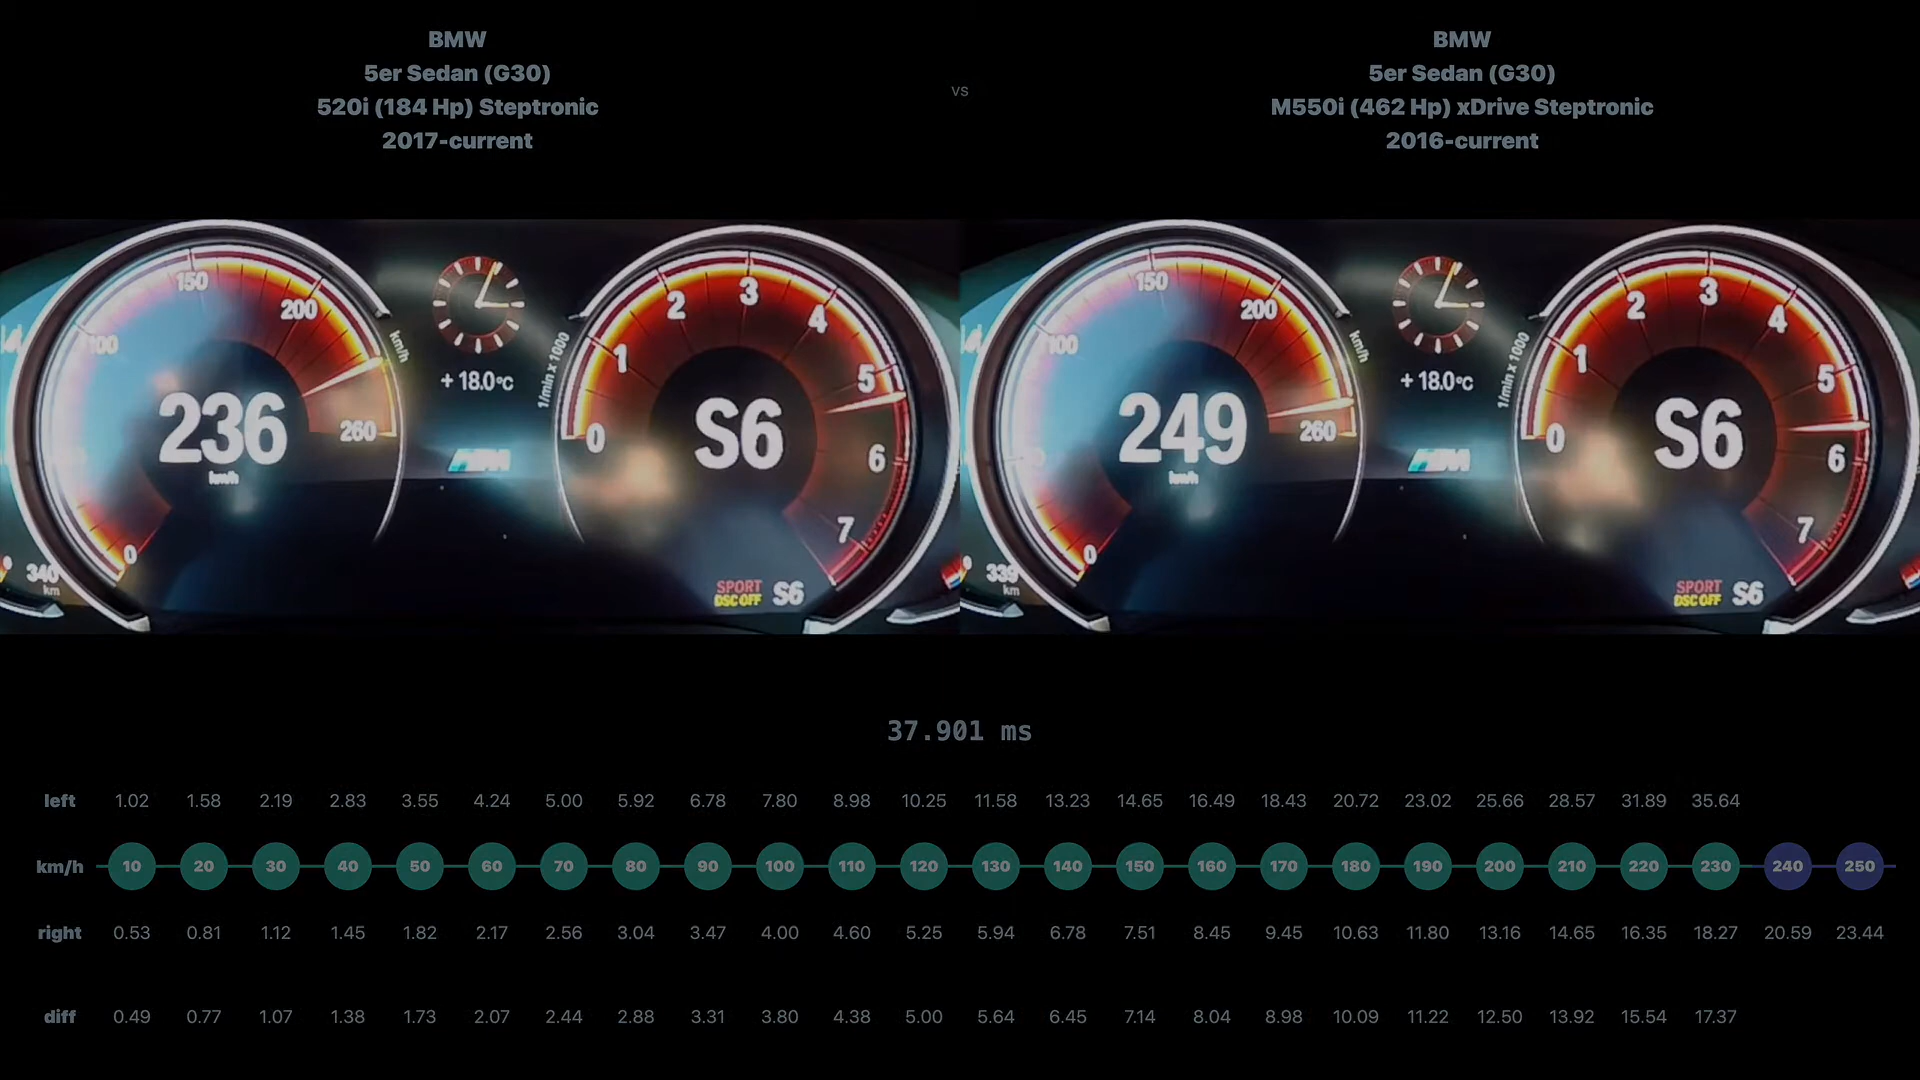 BMW
5er Sedan (G30)
520i (184 Hp) Steptronic
2017-current
vs
BMW
5er Sedan (G30)
M550i (462 Hp) xDrive Steptronic
2016-current
100 150 200 260 0
km/h
236
km/h
+ 18.0°C
1/min x 1000
0 1 2 3 4 5 6 7
S6
340
km
SPORT
DSC OFF S6
100 150 200 260 0
km/h
249
km/h
+ 18.0°C
1/min x 1000
0 1 2 3 4 5 6 7
S6
339
km
SPORT
DSC OFF S6
37.901 ms
left 1.02 1.58 2.19 2.83 3.55 4.24 5.00 5.92 6.78 7.80 8.98 10.25 11.58 13.23 14.65 16.49 18.43 20.72 23.02 25.66 28.57 31.89 35.64
km/h 10 20 30 40 50 60 70 80 90 100 110 120 130 140 150 160 170 180 190 200 210 220 230 240 250
right 0.53 0.81 1.12 1.45 1.82 2.17 2.56 3.04 3.47 4.00 4.60 5.25 5.94 6.78 7.51 8.45 9.45 10.63 11.80 13.16 14.65 16.35 18.27 20.59 23.44
diff 0.49 0.77 1.07 1.38 1.73 2.07 2.44 2.88 3.31 3.80 4.38 5.00 5.64 6.45 7.14 8.04 8.98 10.09 11.22 12.50 13.92 15.54 17.37